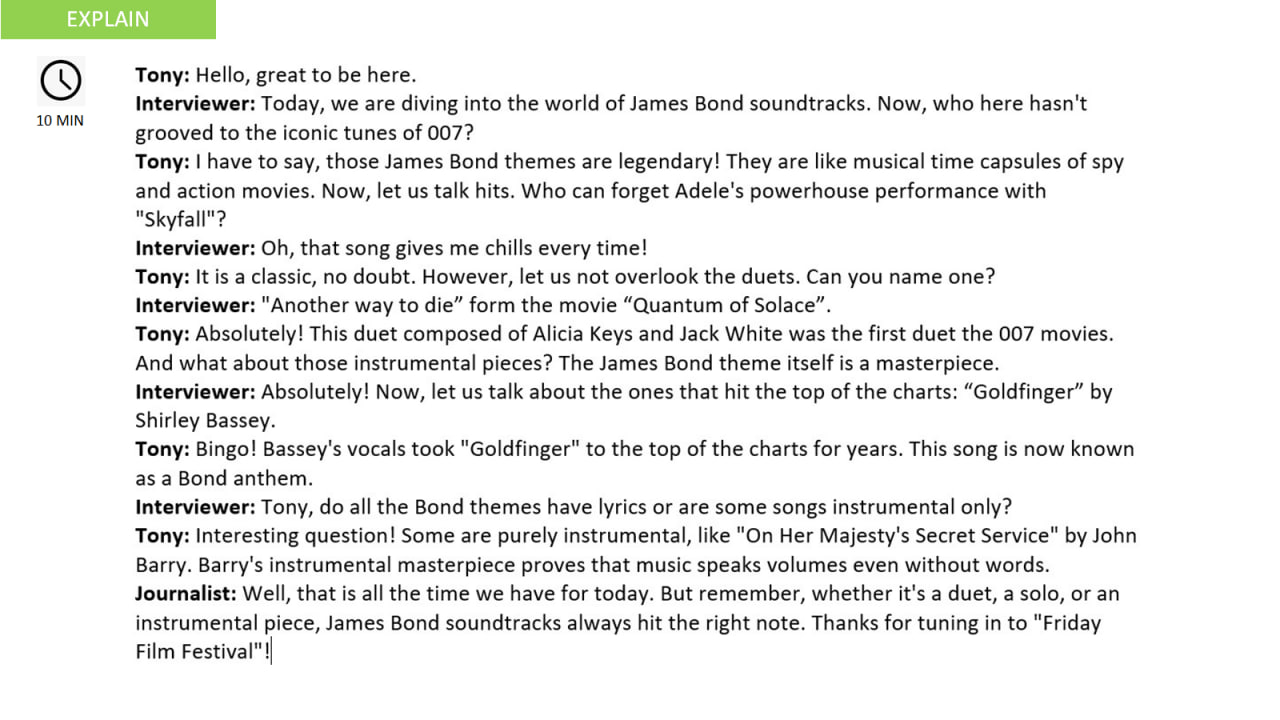 EXPLAIN
10 MIN
Tony: Hello, great to be here.
Interviewer: Today, we are diving into the world of James Bond soundtracks. Now, who here hasn't
grooved to the iconic tunes of 007?
Tony: I have to say, those James Bond themes are legendary! They are like musical time capsules of spy
and action movies. Now, let us talk hits. Who can forget Adele's powerhouse performance with
"Skyfall"?
Interviewer: Oh, that song gives me chills every time!
Tony: It is a classic, no doubt. However, let us not overlook the duets. Can you name one?
Interviewer: "Another way to die” form the movie “Quantum of Solace”.
Tony: Absolutely! This duet composed of Alicia Keys and Jack White was the first duet the 007 movies.
And what about those instrumental pieces? The James Bond theme itself is a masterpiece.
Interviewer: Absolutely! Now, let us talk about the ones that hit the top of the charts: “Goldfinger” by
Shirley Bassey.
Tony: Bingo! Bassey's vocals took "Goldfinger" to the top of the charts for years. This song is now known
as a Bond anthem.
Interviewer: Tony, do all the Bond themes have lyrics or are some songs instrumental only?
Tony: Interesting question! Some are purely instrumental, like "On Her Majesty's Secret Service" by John
Barry. Barry's instrumental masterpiece proves that music speaks volumes even without words.
Journalist: Well, that is all the time we have for today. But remember, whether it's a duet, a solo, or an
instrumental piece, James Bond soundtracks always hit the right note. Thanks for tuning in to "Friday
Film Festival"!